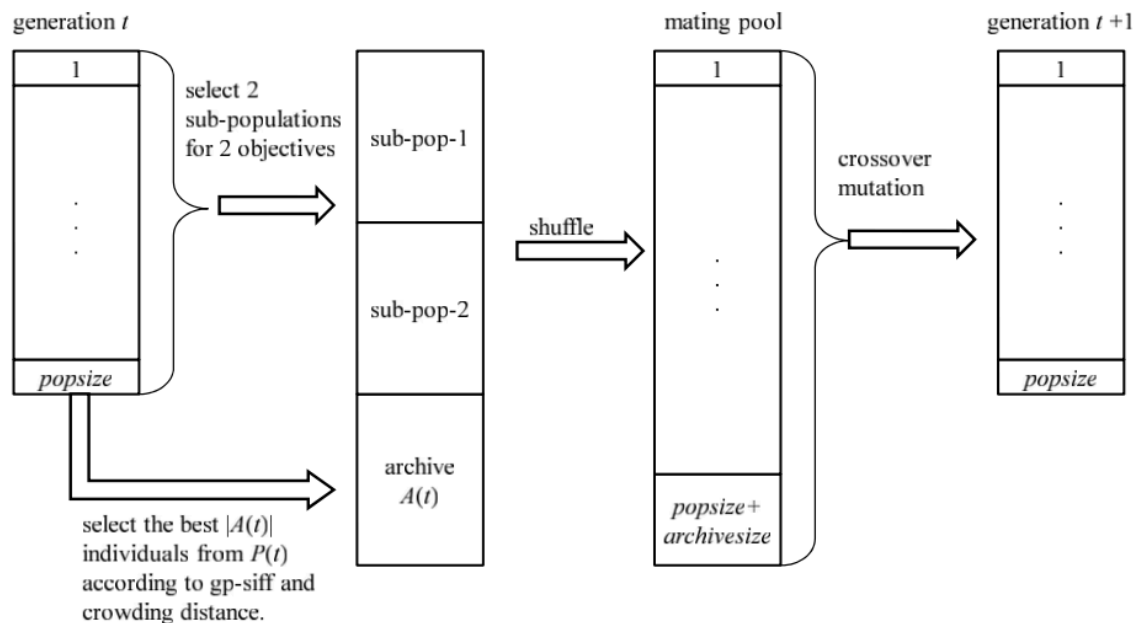 generation t
1
.
.
.
popsize
select 2
sub-populations
for 2 objectives
select the best |A(t)|
individuals from P(t)
according to gp-siff and
crowding distance.
sub-pop-1
sub-pop-2
archive
A(t)
shuffle
mating pool
1
.
.
.
popsize+
archivesize
crossover
mutation
generation t +1
1
.
.
.
popsize